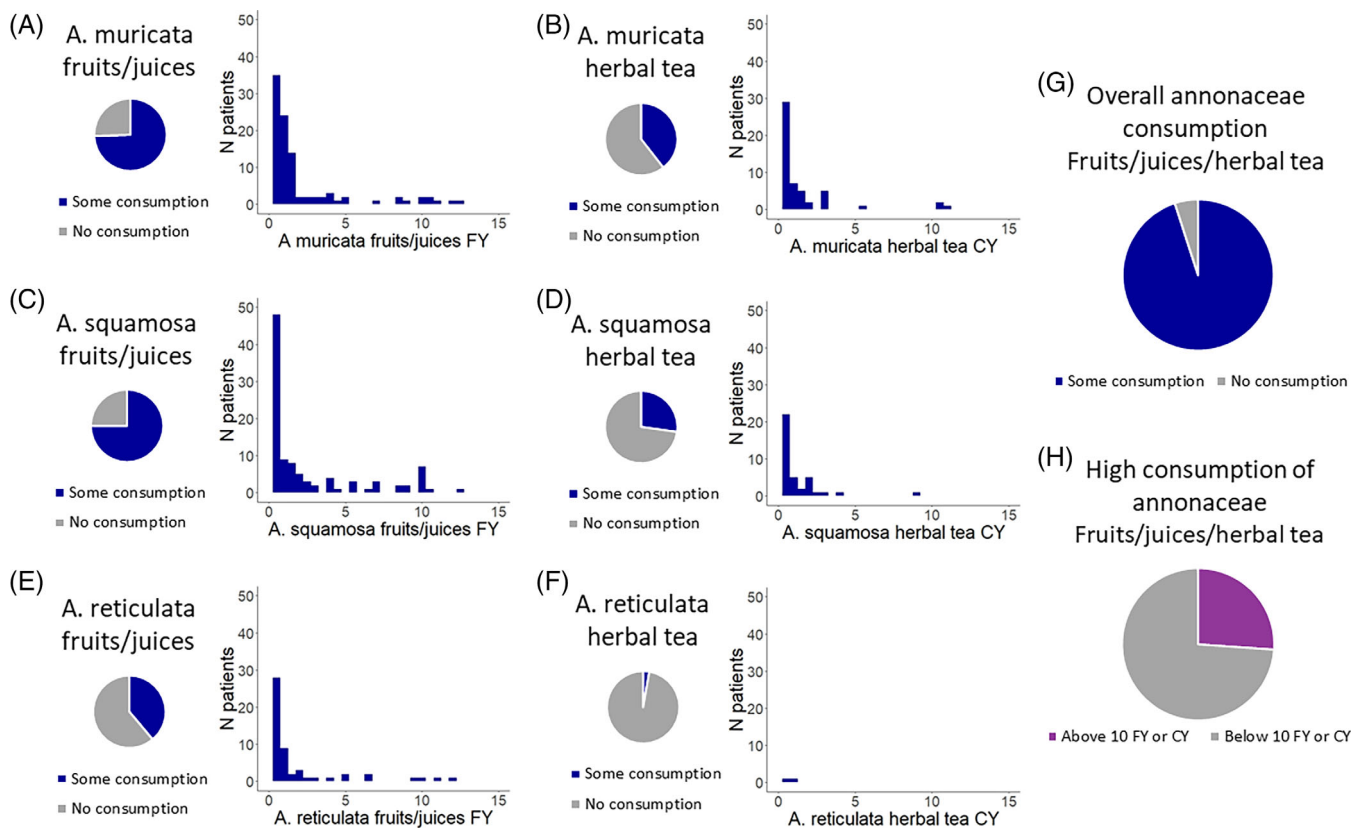 (A)
A. muricata
fruits/juices
Some consumption
No consumption
N patients
50
40
30
20
10
0
0 5 10 15
A muricata fruits/juices FY
(B)
A. muricata
herbal tea
Some consumption
No consumption
N patients
50
40
30
20
10
0
0 5 10 15
A. muricata herbal tea CY
(C)
A. squamosa
fruits/juices
Some consumption
No consumption
N patients
50
40
30
20
10
0
0 5 10 15
A. squamosa fruits/juices FY
(D)
A. squamosa
herbal tea
Some consumption
No consumption
N patients
50
40
30
20
10
0
0 5 10 15
A. squamosa herbal tea CY
(E)
A. reticulata
fruits/juices
Some consumption
No consumption
N patients
50
40
30
20
10
0
0 5 10 15
A. reticulata fruits/juices FY
(F)
A. reticulata
herbal tea
Some consumption
No consumption
N patients
50
40
30
20
10
0
0 5 10 15
A. reticulata herbal tea CY
(G)
Overall annonaceae
consumption
Fruits/juices/herbal tea
Some consumption No consumption
(H)
High consumption of
annonaceae
Fruits/juices/herbal tea
Above 10 FY or CY Below 10 FY or CY